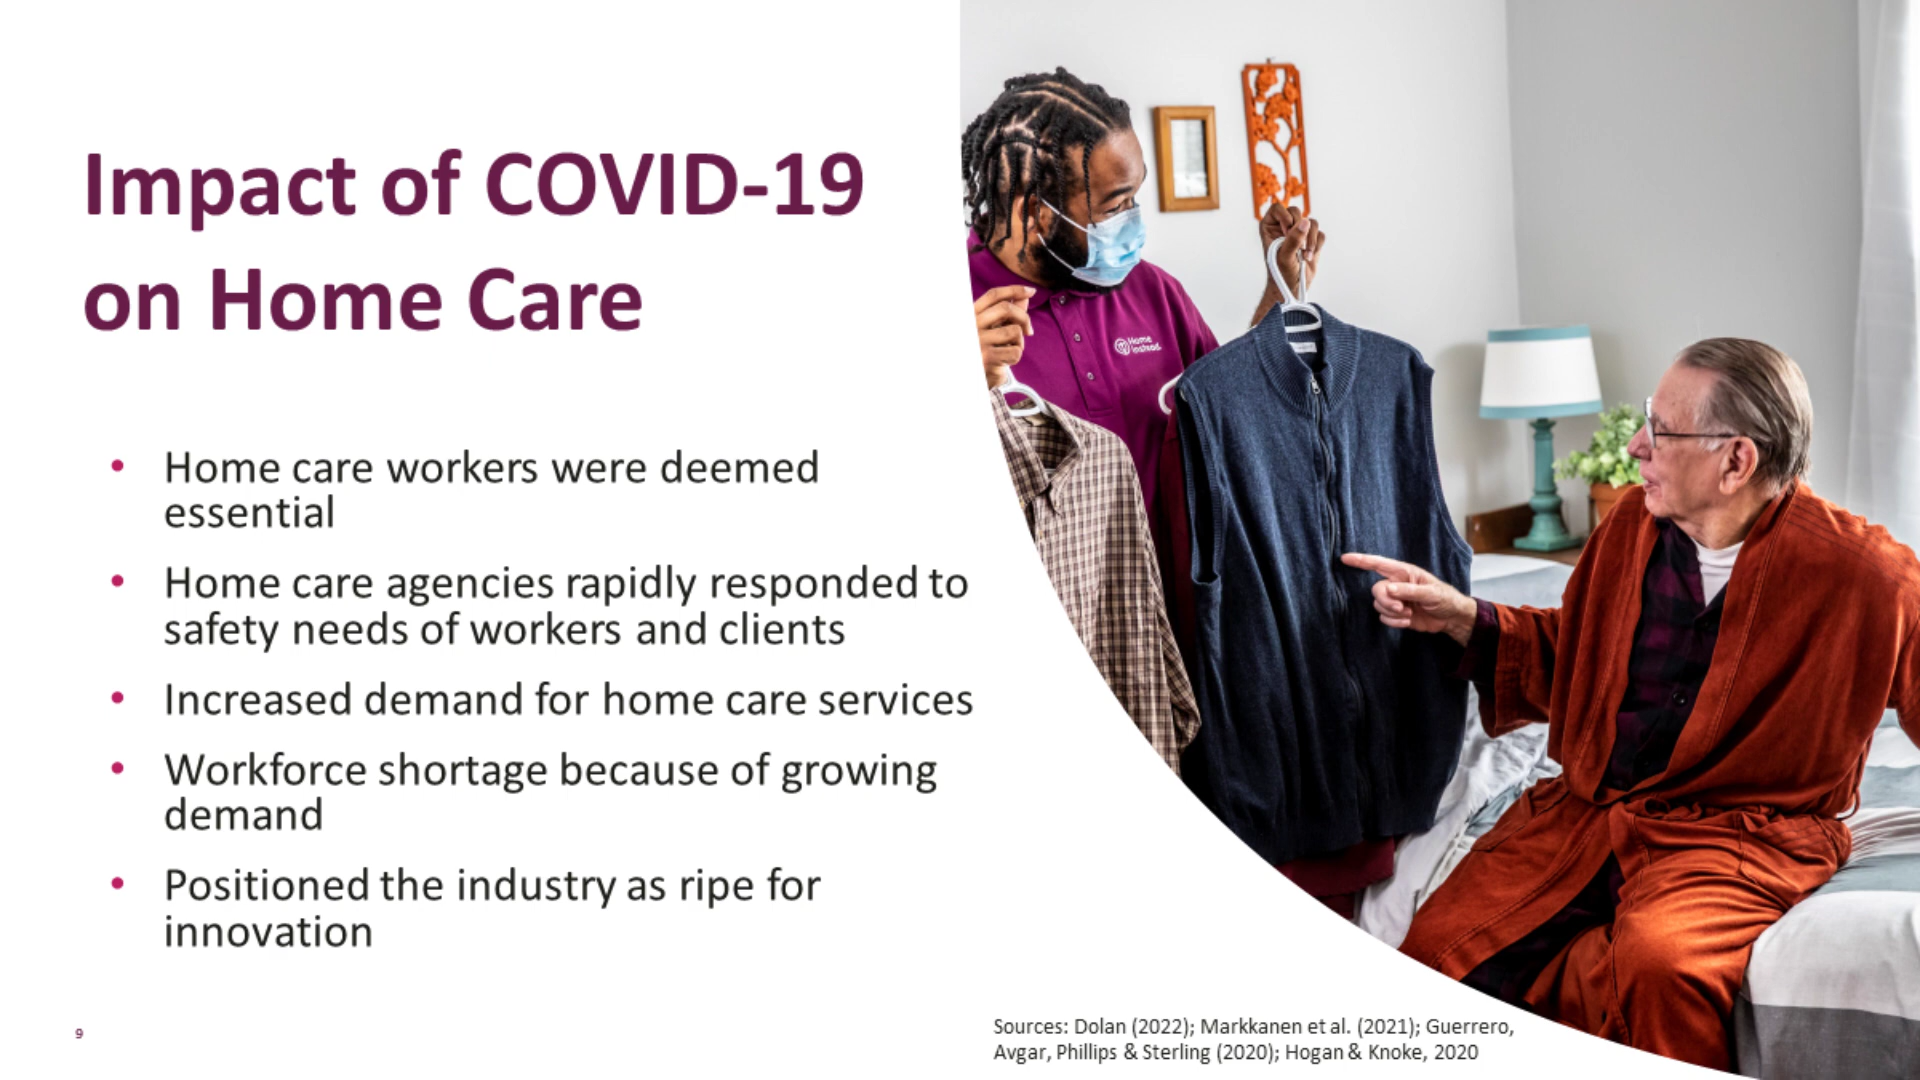 Impact of COVID-19
on Home Care
• Home care workers were deemed
essential
• Home care agencies rapidly responded to
safety needs of workers and clients
• Increased demand for home care services
• Workforce shortage because of growing
demand
• Positioned the industry as ripe for
innovation
Home
Instead
9
Sources: Dolan (2022); Markkanen et al. (2021); Guerrero,
Avgar, Phillips & Sterling (2020); Hogan & Knoke, 2020